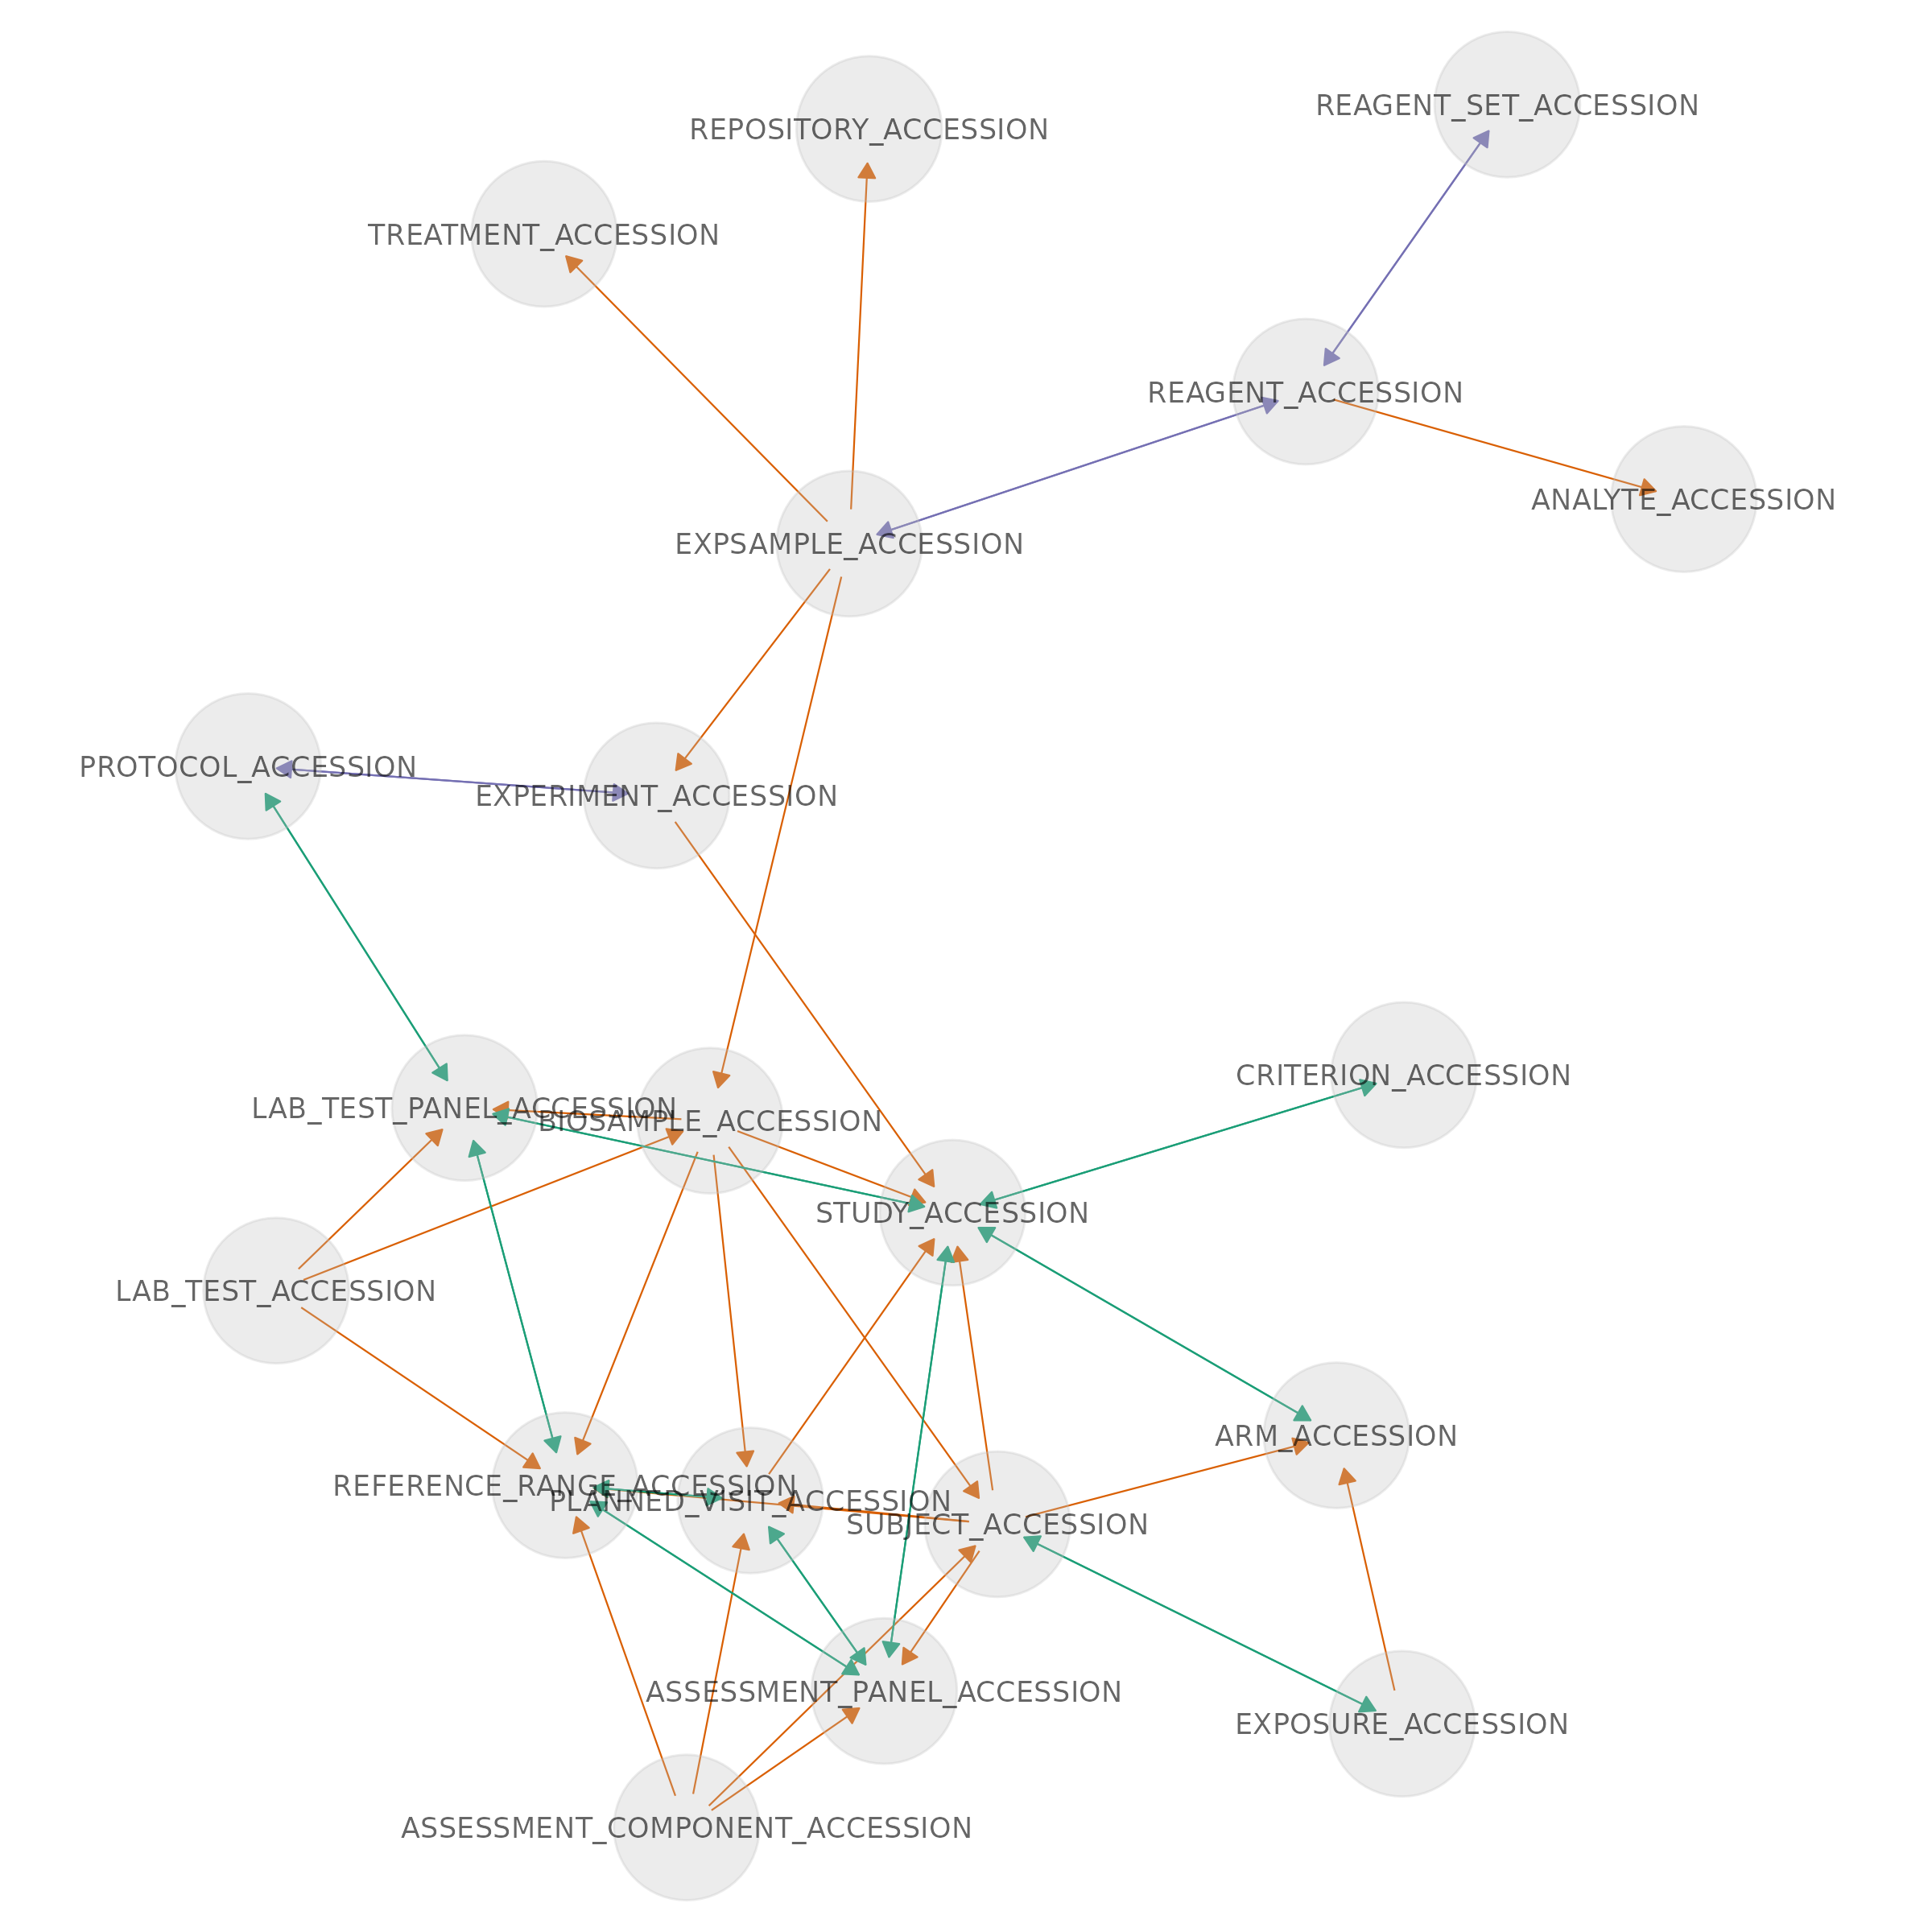 REAGENT_SET_ACCESSION
REPOSITORY_ACCESSION
TREATMENT_ACCESSION
REAGENT_ACCESSION
ANALYTE_ACCESSION
EXPSAMPLE_ACCESSION
PROTOCOL_ACCESSION
EXPERIMENT_ACCESSION
CRITERION_ACCESSION
LAB_TEST_PANEL_ACCESSION
BIOSAMPLE_ACCESSION
STUDY_ACCESSION
LAB_TEST_ACCESSION
ARM_ACCESSION
REFERENCE_RANGE_ACCESSION
PLANNED_VISIT_ACCESSION
SUBJECT_ACCESSION
ASSESSMENT_PANEL_ACCESSION
EXPOSURE_ACCESSION
ASSESSMENT_COMPONENT_ACCESSION